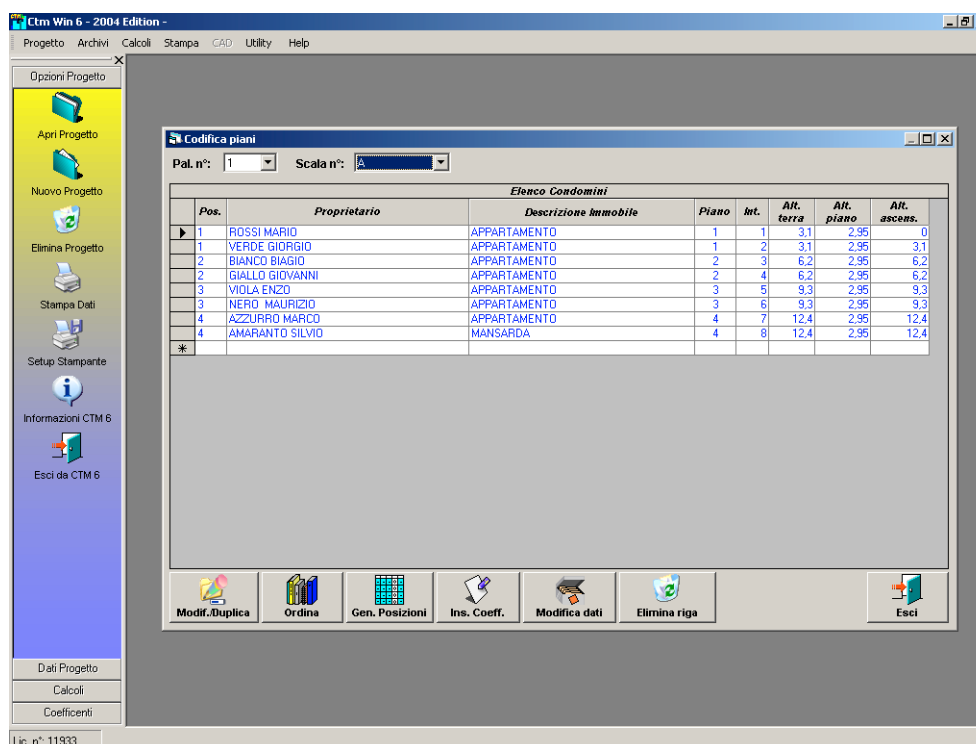 Ctm Win 6 - 2004 Edition -
Progetto Archivi Calcoli Stampa CAD Utility Help
Opzioni Progetto
Apri Progetto
Nuovo Progetto
Elimina Progetto
Stampa Dati
Setup Stampante
Informazioni CTM 6
Esci da CTM 6
Dati Progetto
Calcoli
Coefficenti
Lic. n°: 11933
Codifica piani
Pal. n°: 1 Scala n°: A
Elenco Condomini
Pos. Proprietario Descrizione Immobile Piano Int. Alt. terra Alt. piano Alt. ascens.
1 ROSSI MARIO APPARTAMENTO 1 1 3,1 2,95 0
1 VERDE GIORGIO APPARTAMENTO 1 2 3,1 2,95 3,1
2 BIANCO BIAGIO APPARTAMENTO 2 3 6,2 2,95 6,2
2 GIALLO GIOVANNI APPARTAMENTO 2 4 6,2 2,95 6,2
3 VIOLA ENZO APPARTAMENTO 3 5 9,3 2,95 9,3
3 NERO MAURIZIO APPARTAMENTO 3 6 9,3 2,95 9,3
4 AZZURRO MARCO APPARTAMENTO 4 7 12,4 2,95 12,4
4 AMARANTO SILVIO MANSARDA 4 8 12,4 2,95 12,4
Modif./Duplica Ordina Gen. Posizioni Ins. Coeff. Modifica dati Elimina riga Esci